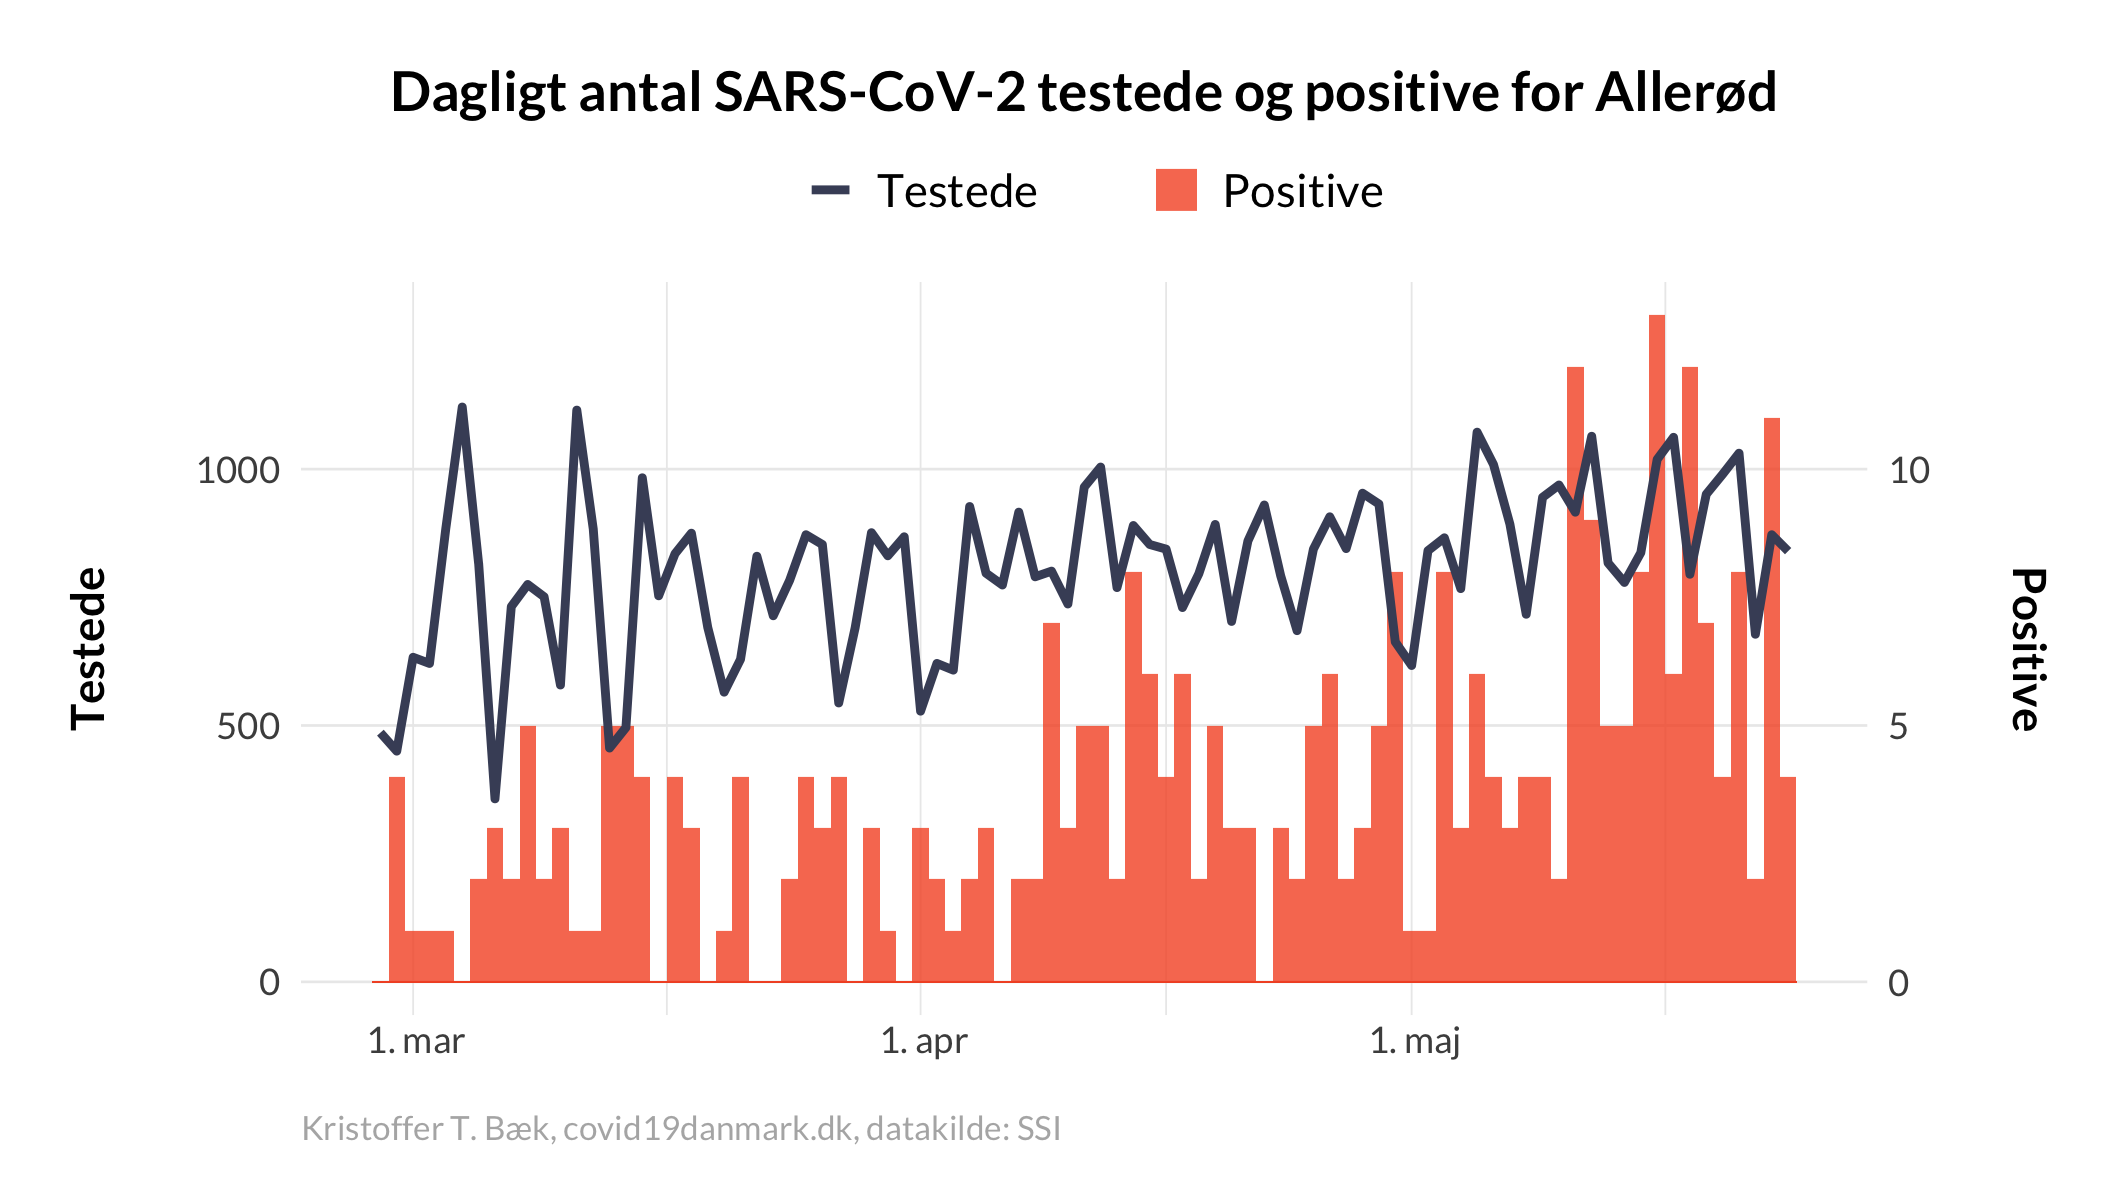 Dagligt antal SARS-CoV-2 testede og positive for Allerød
Testede
Positive
1000
500
0
10
5
0
Testede
Positive
1. mar
1. apr
1. maj
Kristoffer T. Bæk, covid19danmark.dk, datakilde: SSI